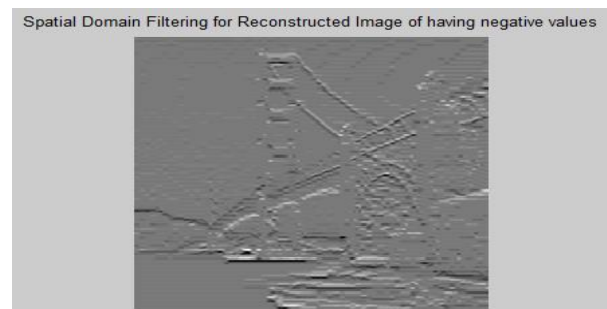 Spatial Domain Filtering for Reconstructed Image of having negative values